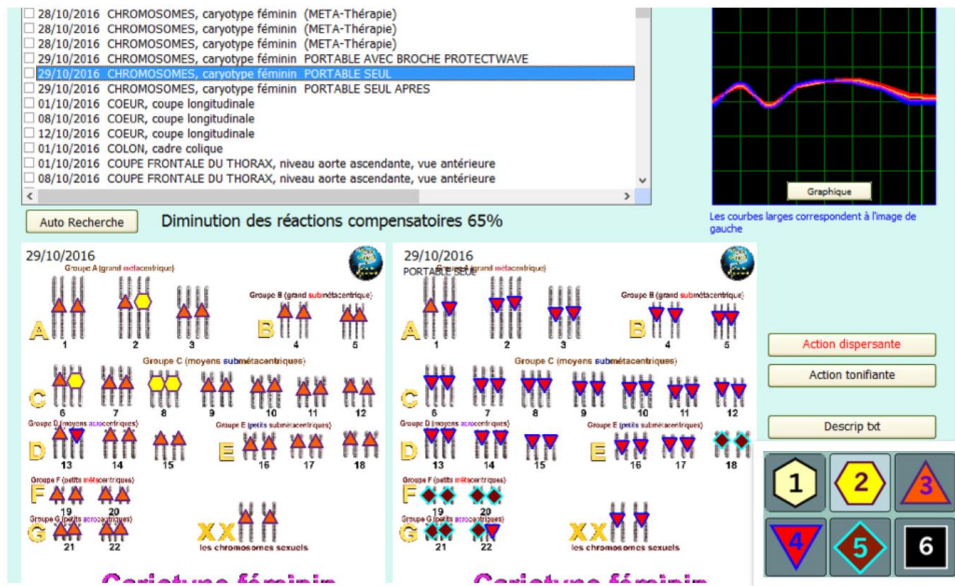 28/10/2016 CHROMOSOMES, caryotype féminin (META-Thérapie)
28/10/2016 CHROMOSOMES, caryotype féminin (META-Thérapie)
28/10/2016 CHROMOSOMES, caryotype féminin (META-Thérapie)
29/10/2016 CHROMOSOMES, caryotype féminin PORTABLE AVEC BROCHE PROTECTWAVE
29/10/2016 CHROMOSOMES, caryotype féminin PORTABLE SEUL
29/10/2016 CHROMOSOMES, caryotype féminin PORTABLE SEUL APRES
01/10/2016 COEUR, coupe longitudinale
08/10/2016 COEUR, coupe longitudinale
12/10/2016 COEUR, coupe longitudinale
01/10/2016 COLON, cadre colique
01/10/2016 COUPE FRONTALE DU THORAX, niveau aorte ascendante, vue antérieure
08/10/2016 COUPE FRONTALE DU THORAX, niveau aorte ascendante, vue antérieure
Graphique
Les courbes larges correspondent à l'image de
gauche
Auto Recherche
Diminution des réactions compensatoires 65%
29/10/2016
Groupe A (grand métacentrique)
Groupe B (grand submétacentrique)
A
1 2 3
B
4 5
Groupe C (moyens submétacentriques)
C
6 7 8 9 10 11 12
Groupe D (moyens acrocentriques)
Groupe E (petits submétacentriques)
D
13 14 15
E
16 17 18
Groupe F (petits métacentriques)
F
19 20
Groupe G (petits acrocentriques)
G
21 22
XX
les chromosomes sexuels
Cariotype féminin
29/10/2016
PORTABLE SEUL
(grand métacentrique)
Groupe B (grand submétacentrique)
A
1 2 3
B
4 5
Groupe C (moyens submétacentriques)
C
6 7 8 9 10 11 12
Groupe D (moyens acrocentriques)
Groupe E (petits submétacentriques)
D
13 14 15
E
16 17 18
Groupe F (petits métacentriques)
F
19 20
Groupe G (petits acrocentriques)
G
21 22
XX
les chromosomes sexuels
Cariotype féminin
Action dispersante
Action tonifiante
Descrip txt
1 2 3
4 5 6